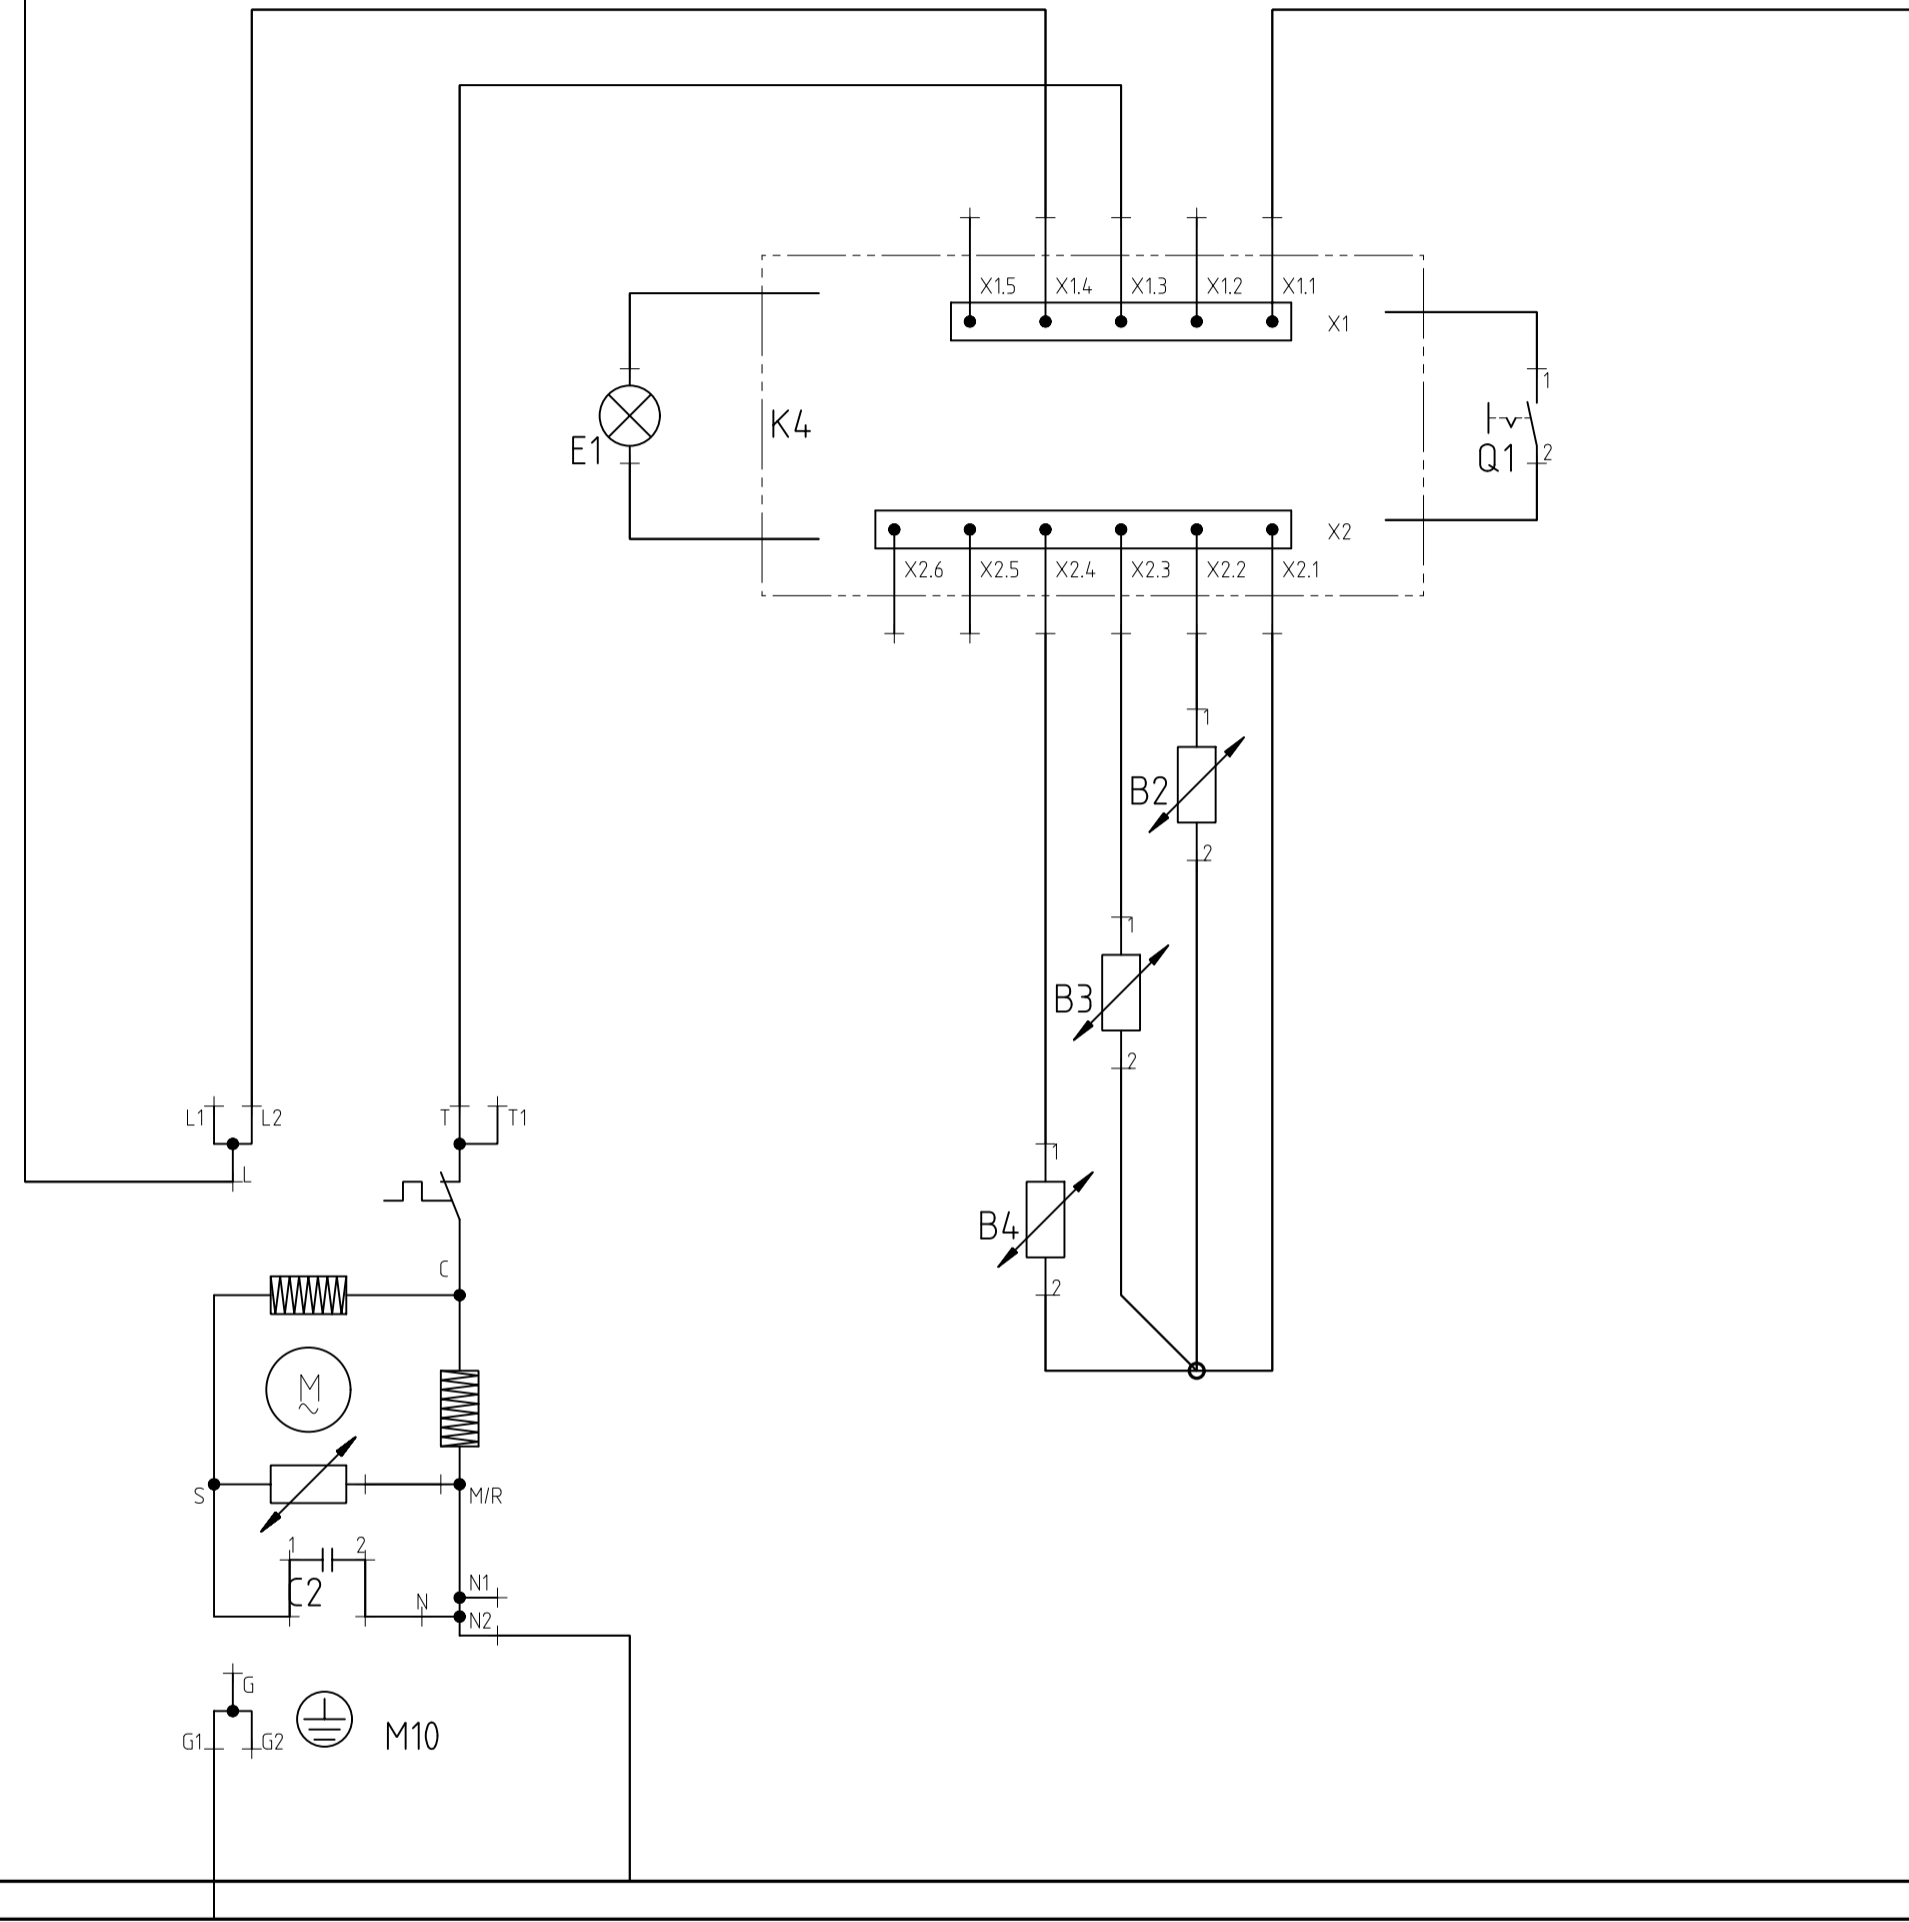 X1.5 X1.4 X1.3 X1.2 X1.1
X1
1
K4
E1
Q1 2
X2
X2.6 X2.5 X2.4 X2.3 X2.2 X2.1
1
B2
2
1
B3
2
L1 L2 T T1
1
L
B4
C
2
M
~
S M/R
1 2
C2
N1
N
N2
G
G1 G2
M10